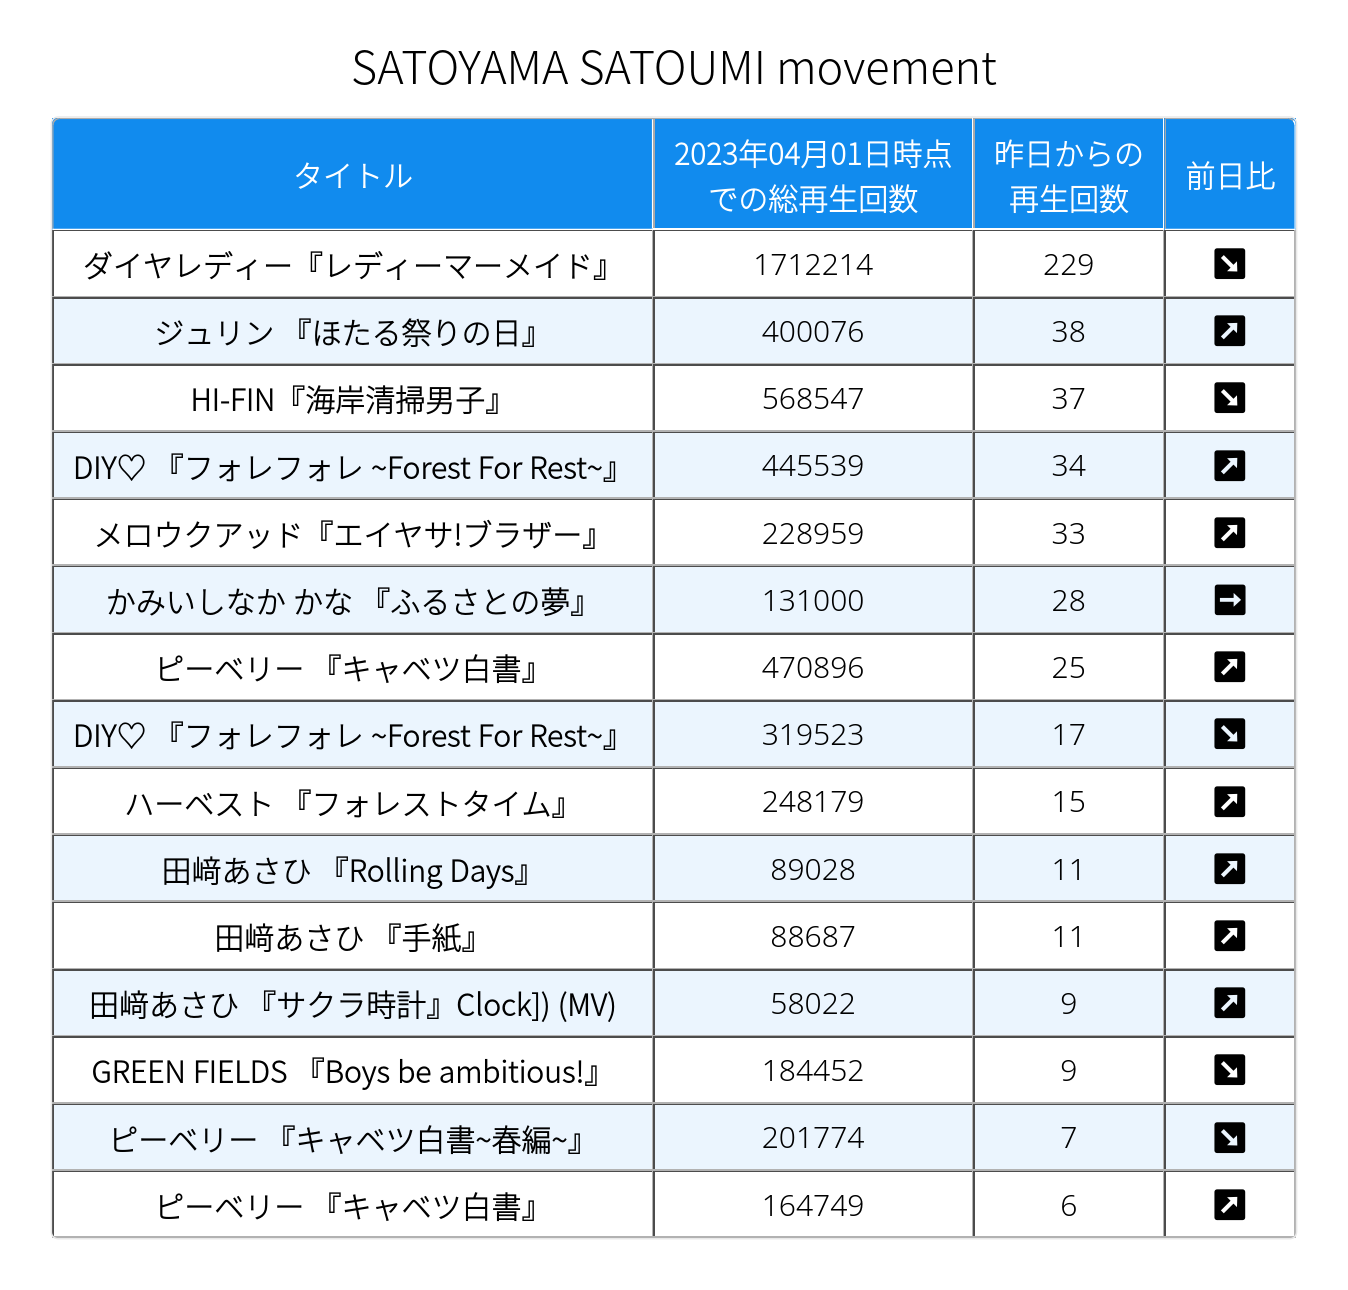 SATOYAMA SATOUMI movement
タイトル 2023年04月01日時点での総再生回数 昨日からの再生回数 前日比
ダイヤレディー『レディーマーメイド』 1712214 229 ↘
ジュリン 『ほたる祭りの日』 400076 38 ↗
HI-FIN『海岸清掃男子』 568547 37 ↘
DIY♡ 『フォレフォレ ~Forest For Rest~』 445539 34 ↗
メロウクアッド『エイヤサ!ブラザー』 228959 33 ↗
かみいしなか かな 『ふるさとの夢』 131000 28 →
ピーベリー 『キャベツ白書』 470896 25 ↗
DIY♡ 『フォレフォレ ~Forest For Rest~』 319523 17 ↘
ハーベスト 『フォレストタイム』 248179 15 ↗
田﨑あさひ 『Rolling Days』 89028 11 ↗
田﨑あさひ 『手紙』 88687 11 ↗
田﨑あさひ 『サクラ時計』Clock]) (MV) 58022 9 ↗
GREEN FIELDS 『Boys be ambitious!』 184452 9 ↘
ピーベリー 『キャベツ白書~春編~』 201774 7 ↘
ピーベリー 『キャベツ白書』 164749 6 ↗